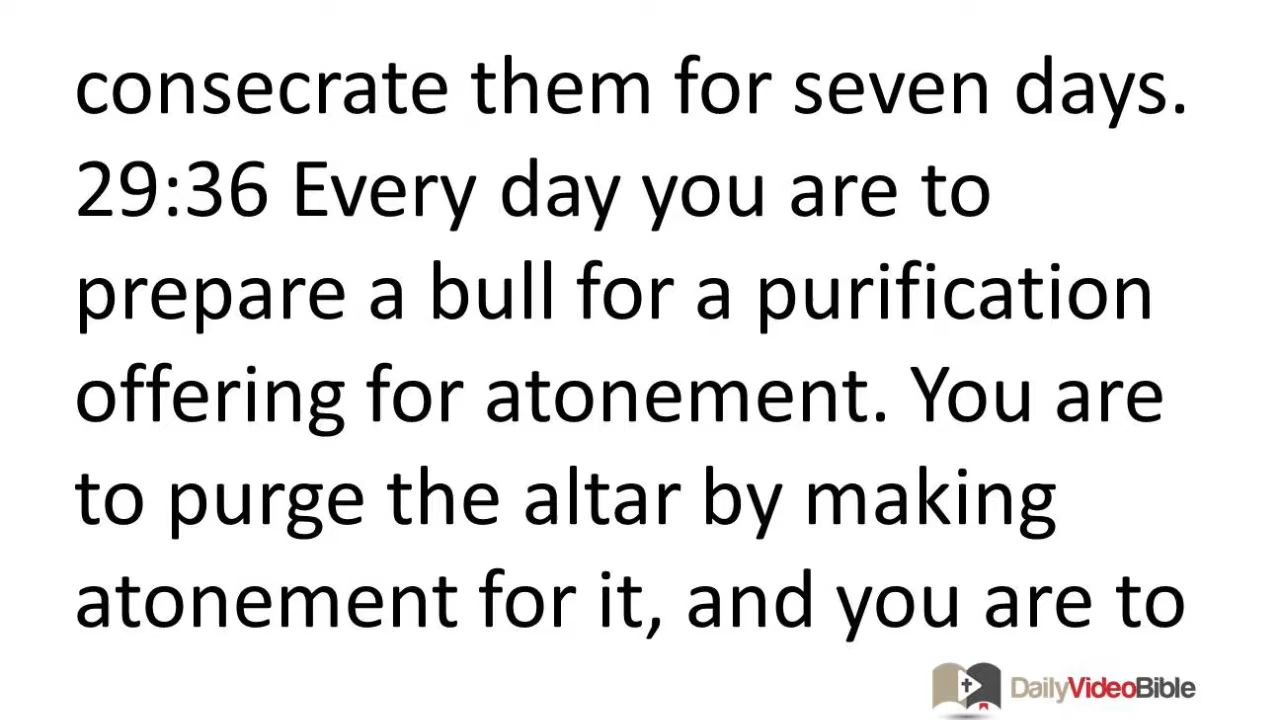 consecrate them for seven days.
29:36 Every day you are to
prepare a bull for a purification
offering for atonement. You are
to purge the altar by making
atonement for it, and you are to
DailyVideoBible